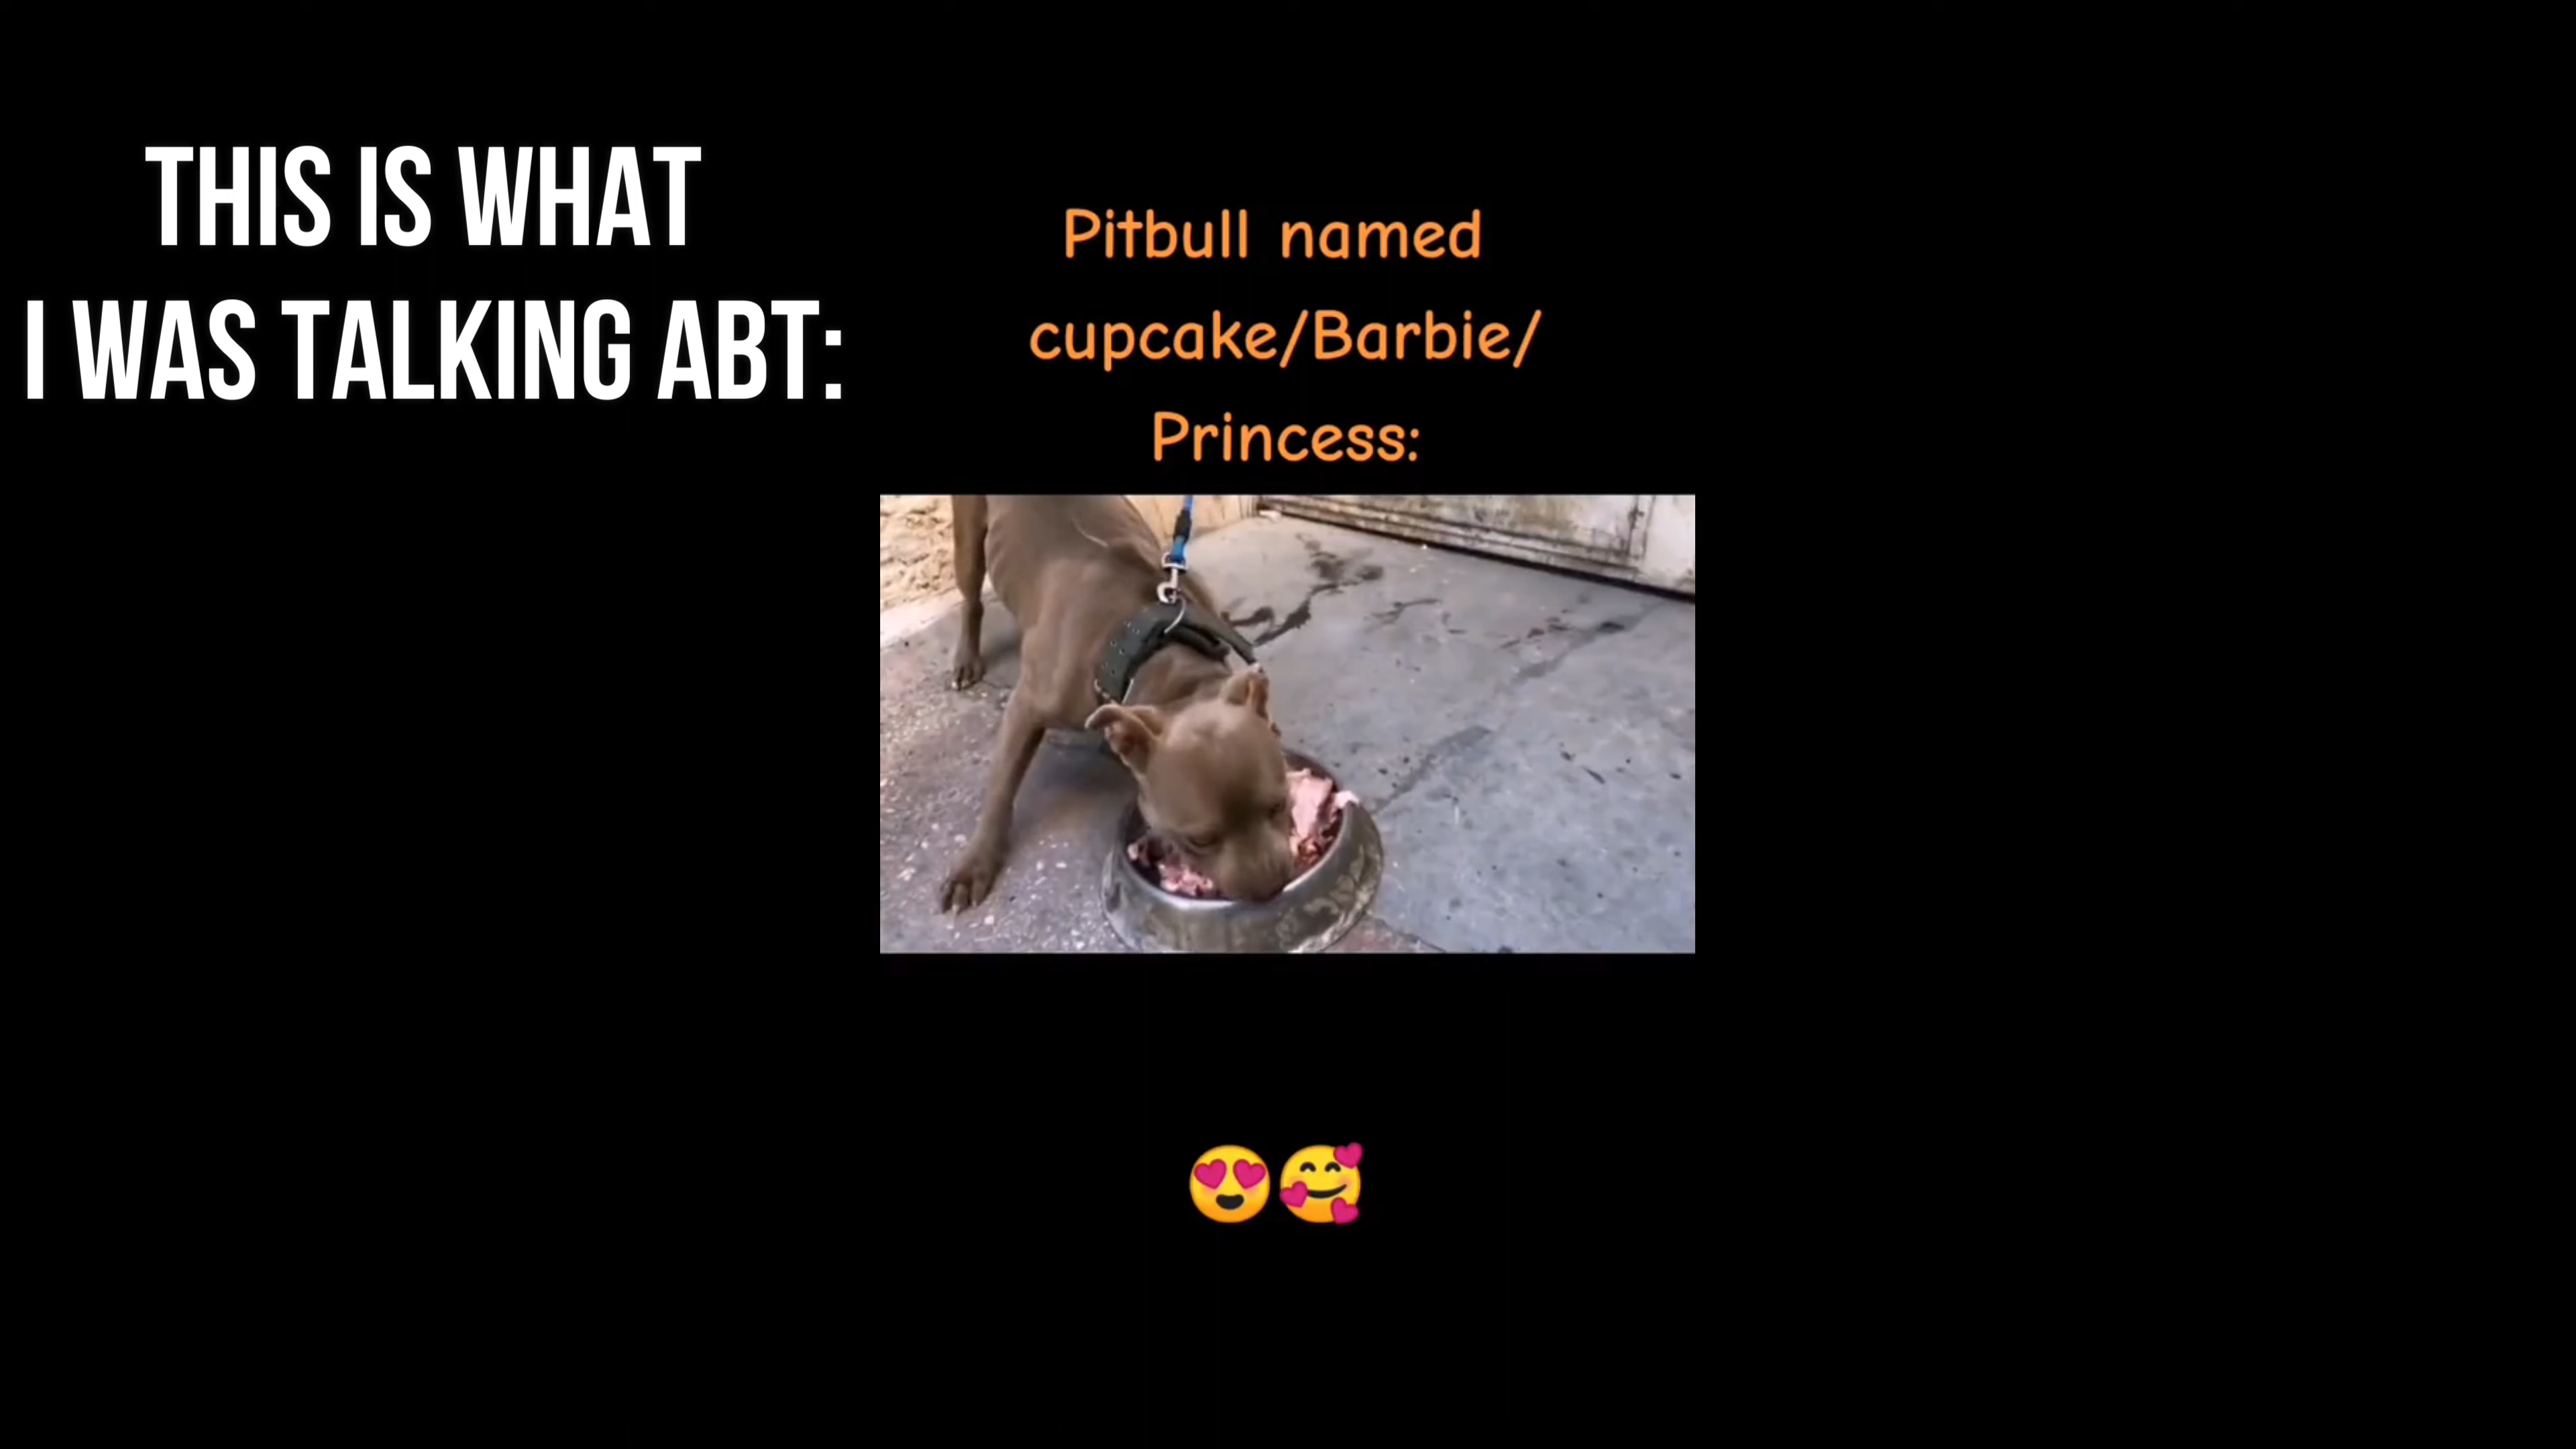 THIS IS WHAT
I WAS TALKING ABT:
Pitbull named
cupcake/Barbie/
Princess:
😍🥰